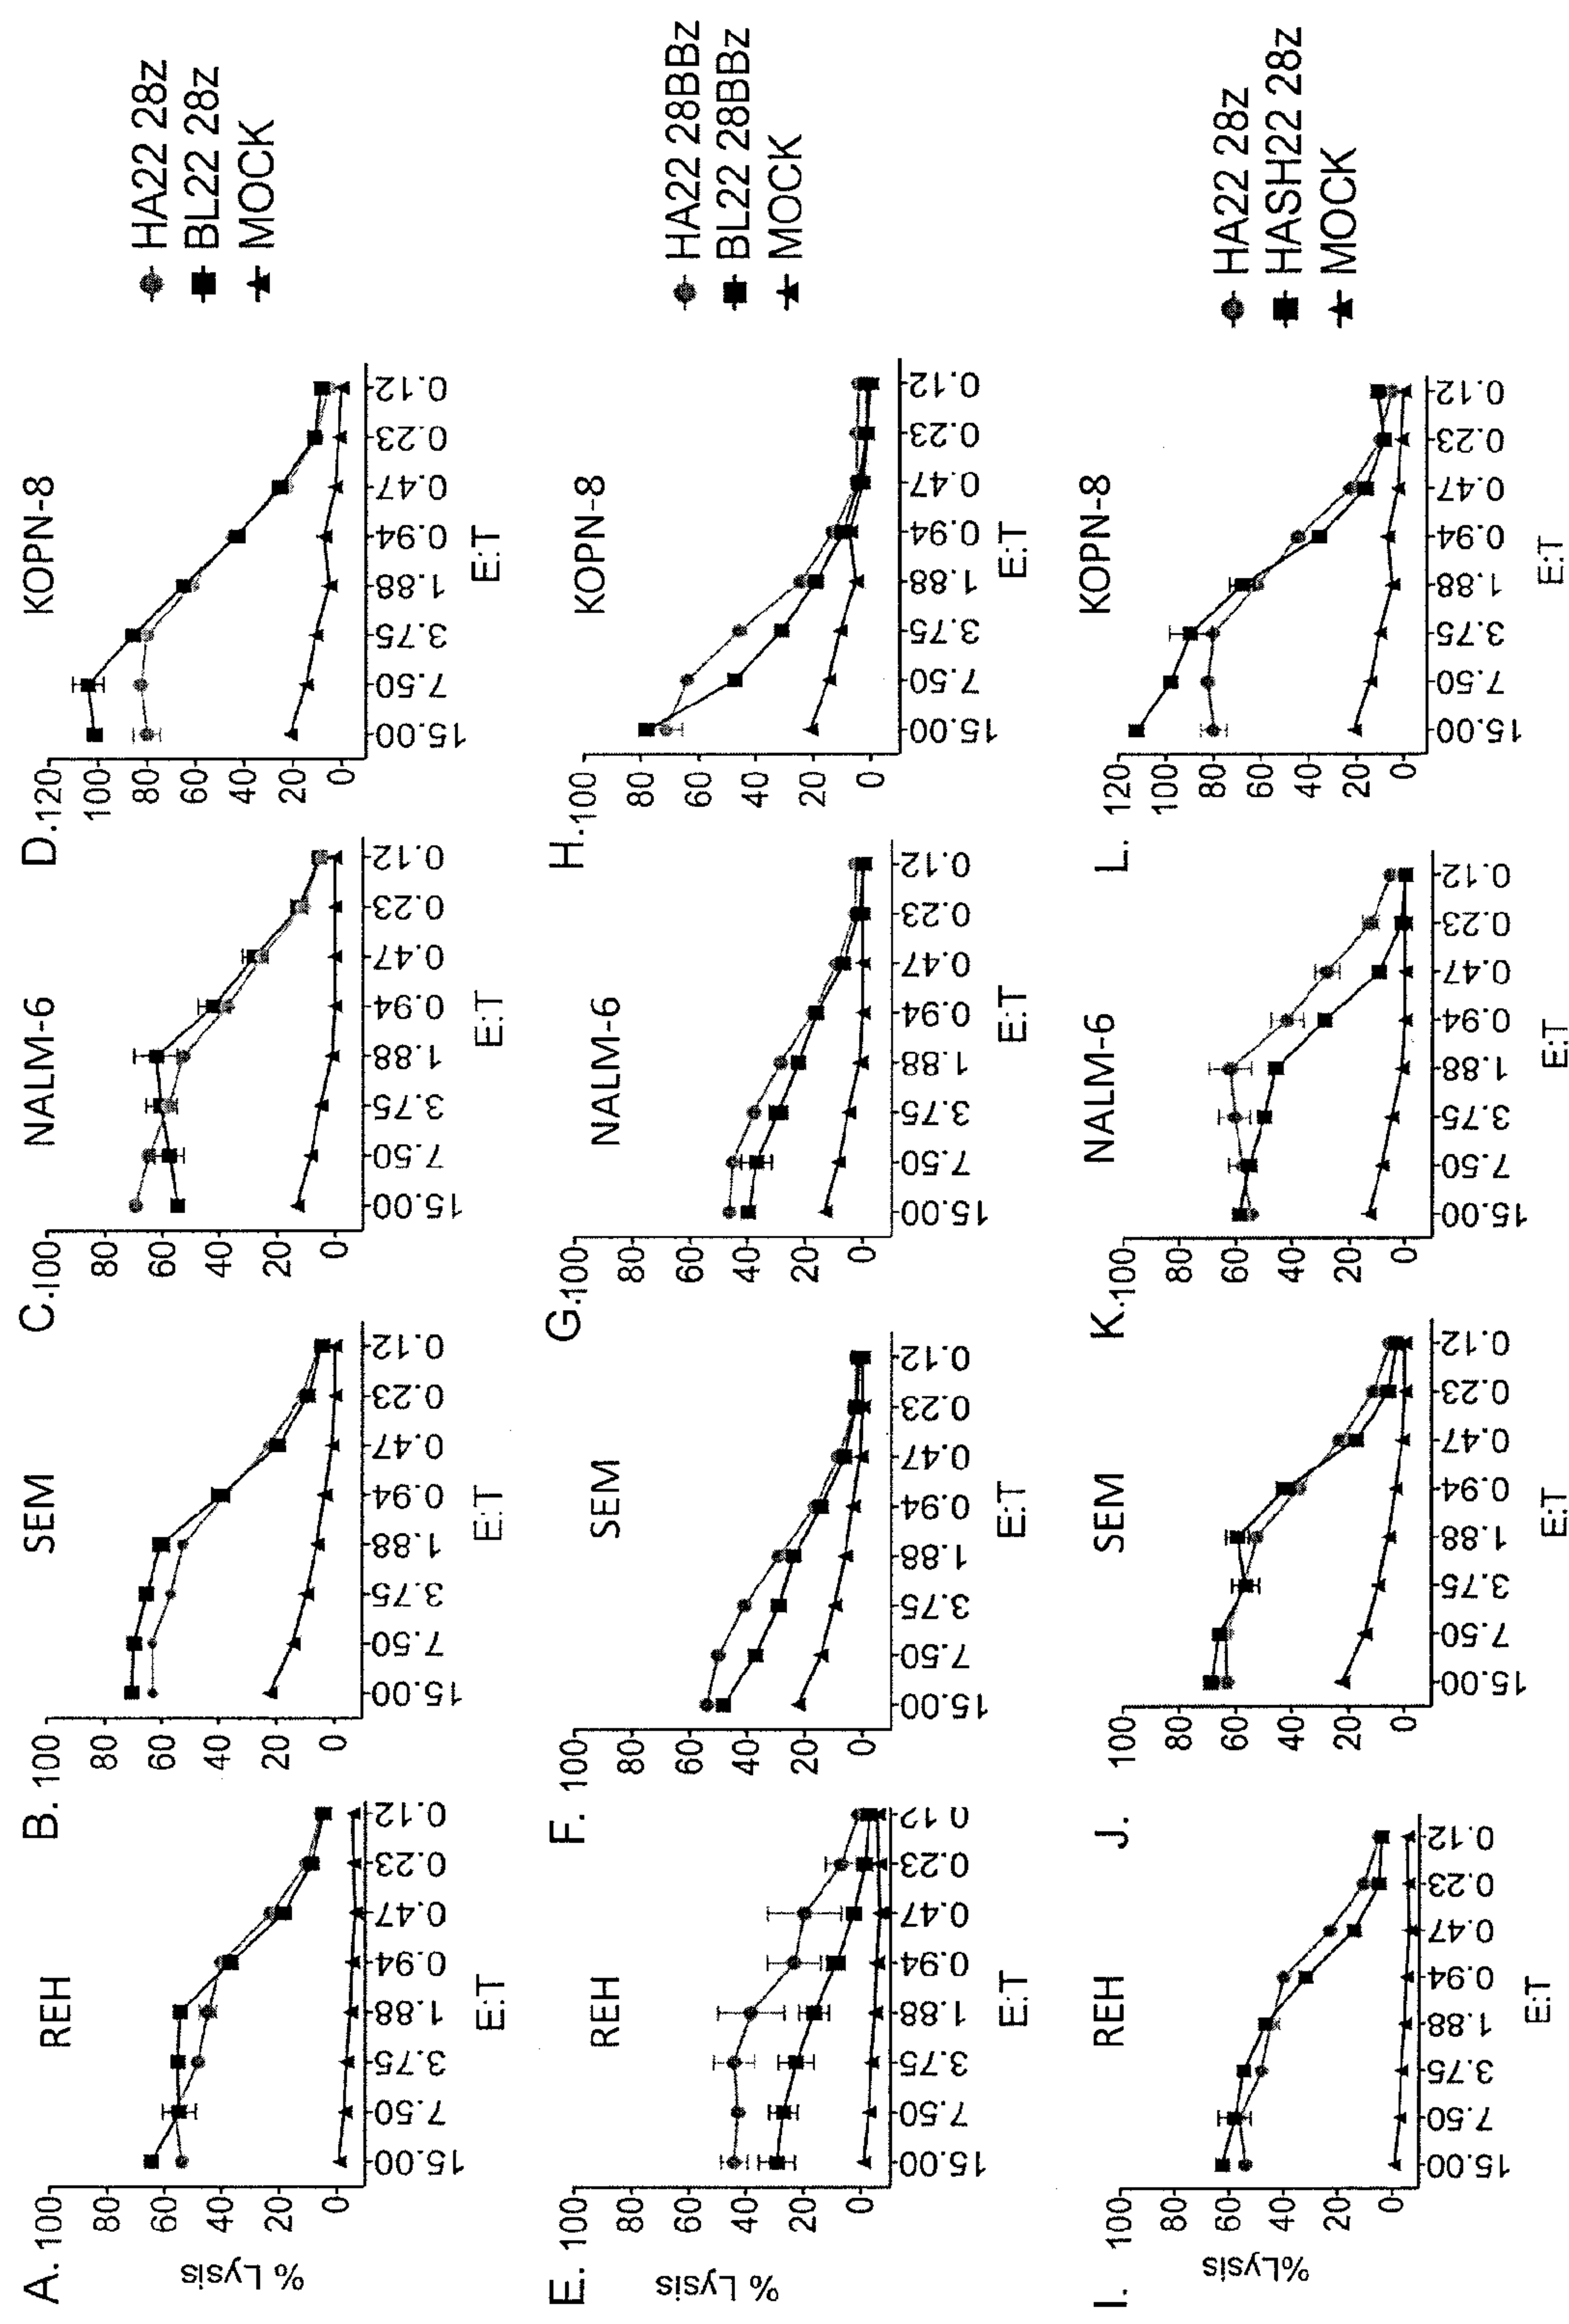 A.
REH
% Lysis
100
80
60
40
20
0
15.00 7.50 3.75 1.88 0.94 0.47 0.23 0.12
E:T
B.
SEM
100
80
60
40
20
0
15.00 7.50 3.75 1.88 0.94 0.47 0.23 0.12
E:T
C.
NALM-6
100
80
60
40
20
0
15.00 7.50 3.75 1.88 0.94 0.47 0.23 0.12
E:T
D.
KOPN-8
120
100
80
60
40
20
0
15.00 7.50 3.75 1.88 0.94 0.47 0.23 0.12
E:T
HA22 28z
BL22 28z
MOCK
E.
REH
% Lysis
100
80
60
40
20
0
15.00 7.50 3.75 1.88 0.94 0.47 0.23 0.12
E:T
F.
SEM
100
80
60
40
20
0
15.00 7.50 3.75 1.88 0.94 0.47 0.23 0.12
E:T
G.
NALM-6
100
80
60
40
20
0
15.00 7.50 3.75 1.88 0.94 0.47 0.23 0.12
E:T
H.
KOPN-8
100
80
60
40
20
0
15.00 7.50 3.75 1.88 0.94 0.47 0.23 0.12
E:T
HA22 28BBz
BL22 28BBz
MOCK
I.
REH
%Lysis
100
80
60
40
20
0
15.00 7.50 3.75 1.88 0.94 0.47 0.23 0.12
E:T
J.
SEM
100
80
60
40
20
0
15.00 7.50 3.75 1.88 0.94 0.47 0.23 0.12
E:T
K.
NALM-6
100
80
60
40
20
0
15.00 7.50 3.75 1.88 0.94 0.47 0.23 0.12
E:T
L.
KOPN-8
120
100
80
60
40
20
0
15.00 7.50 3.75 1.88 0.94 0.47 0.23 0.12
E:T
HA22 28z
HASH22 28z
MOCK